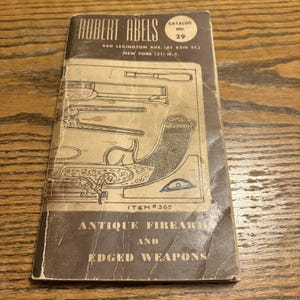 ROBERT ABELS
CATALOG
NO.
29
860 LEXINGTON AVE. (AT 65TH ST.)
NEW YORK (21) N.Y.
ITEM #365
ANTIQUE FIREARMS
AND
EDGED WEAPONS